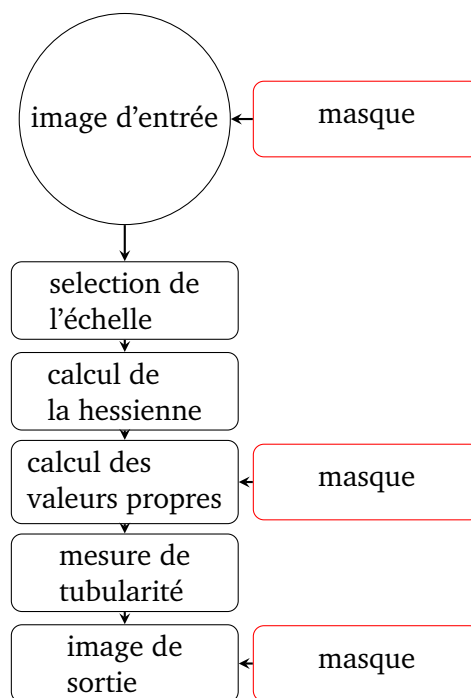 image d'entrée
masque
selection de
l'échelle
calcul de
la hessienne
calcul des
valeurs propres
masque
mesure de
tubularité
image de
sortie
masque